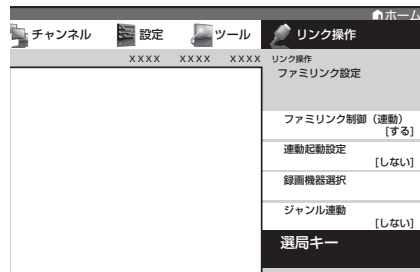 ホーム
チャンネル 設定 ツール リンク操作
XXXX XXXX XXXX リンク操作
ファミリンク設定
ファミリンク制御（連動）
[する]
連動起動設定
[しない]
録画機器選択
ジャンル連動
[しない]
選局キー